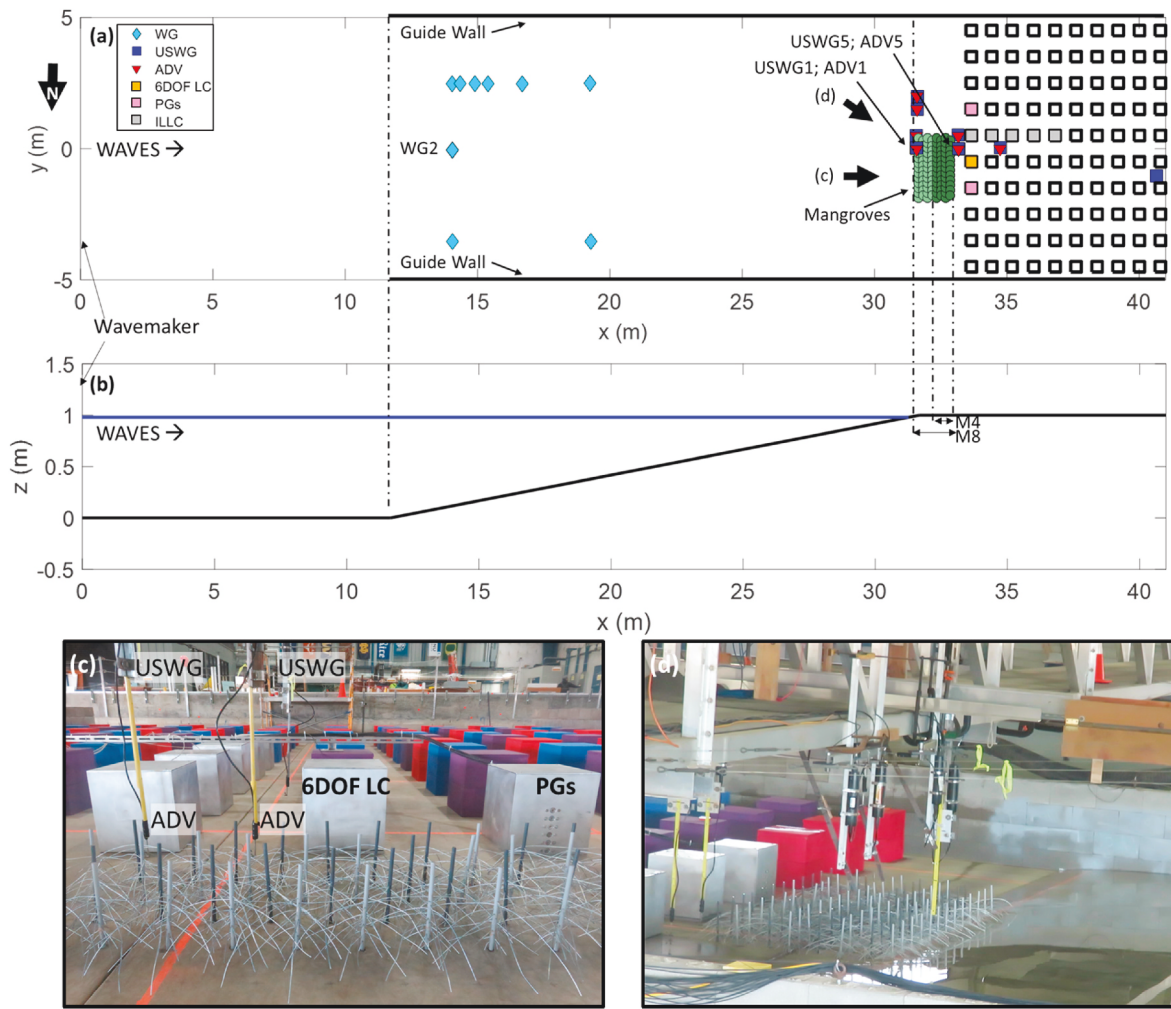 (a)
WG
USWG
ADV
6DOF LC
PGs
ILLC
N
WAVES →
Guide Wall
WG2
Guide Wall
USWG5; ADV5
USWG1; ADV1
(d)
(c)
Mangroves
5
0
-5
y (m)
0 5 10 15 20 25 30 35 40
x (m)
Wavemaker
(b)
WAVES →
M4
M8
1.5
1
0.5
0
-0.5
z (m)
0 5 10 15 20 25 30 35 40
x (m)
(c)
USWG USWG
6DOF LC PGs
ADV ADV
(d)